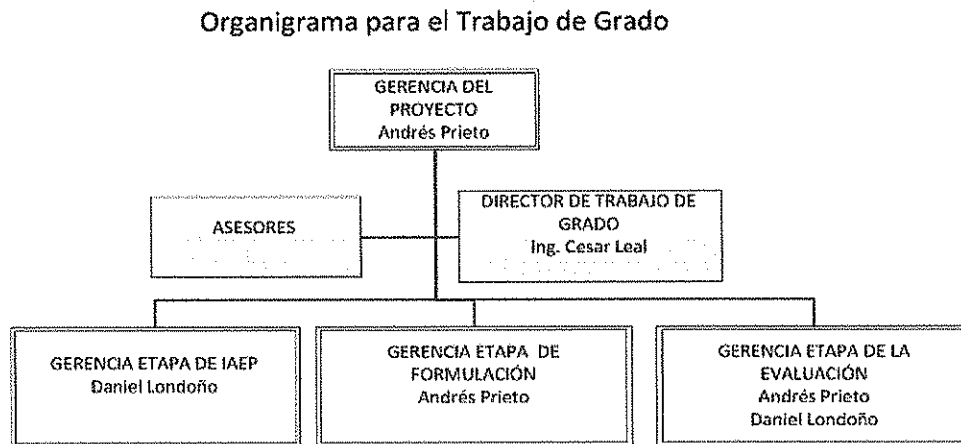 Organigrama para el Trabajo de Grado
GERENCIA DEL
PROYECTO
Andrés Prieto
ASESORES
DIRECTOR DE TRABAJO DE
GRADO
Ing. Cesar Leal
GERENCIA ETAPA DE IAEP
Daniel Londoño
GERENCIA ETAPA DE
FORMULACIÓN
Andrés Prieto
GERENCIA ETAPA DE LA
EVALUACIÓN
Andrés Prieto
Daniel Londoño